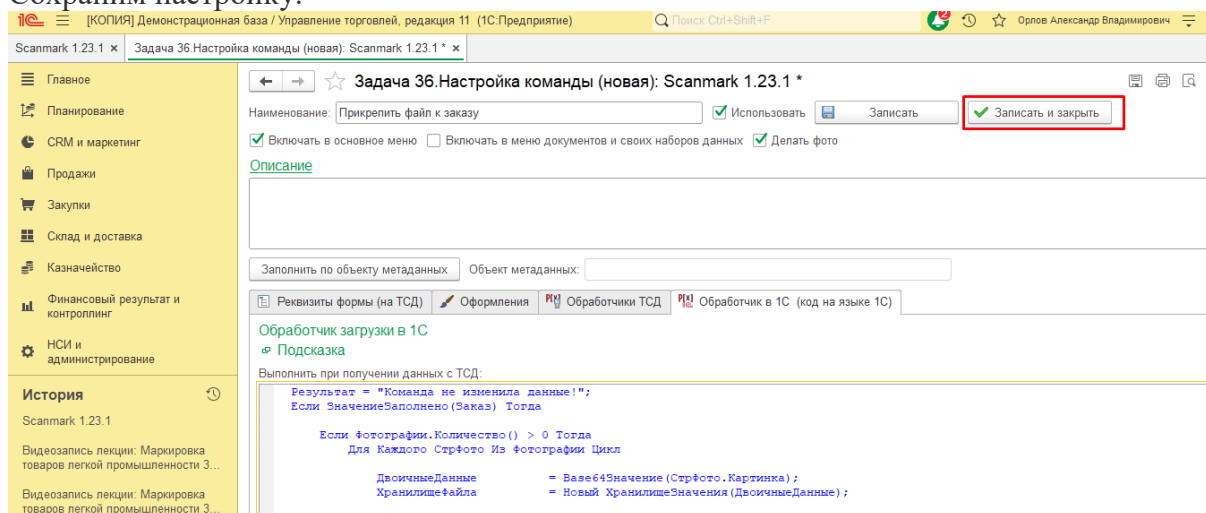 Сохраним настройку.
1С [КОПИЯ] Демонстрационная база / Управление торговлей, редакция 11 (1С:Предприятие) Поиск Ctrl+Shift+F 2 Орлов Александр Владимирович
Scanmark 1.23.1 × Задача 36.Настройка команды (новая): Scanmark 1.23.1 * ×
Главное
Планирование
CRM и маркетинг
Продажи
Закупки
Склад и доставка
Казначейство
Финансовый результат и
контроллинг
НСИ и
администрирование
История
Scanmark 1.23.1
Видеозапись лекции: Маркировка
товаров легкой промышленности 3...
Видеозапись лекции: Маркировка
товаров легкой промышленности 3...
Задача 36.Настройка команды (новая): Scanmark 1.23.1 *
Наименование: Прикрепить файл к заказу Использовать Записать Записать и закрыть
Включать в основное меню Включать в меню документов и своих наборов данных Делать фото
Описание
Заполнить по объекту метаданных Объект метаданных:
Реквизиты формы (на ТСД) Оформления Обработчики ТСД Обработчик в 1С (код на языке 1С)
Обработчик загрузки в 1С
Подсказка
Выполнить при получении данных с ТСД:
Результат = "Команда не изменила данные!";
Если ЗначениеЗаполнено(Заказ) Тогда
Если Фотографии.Количество() > 0 Тогда
Для Каждого СтрФото Из Фотографии Цикл
ДвоичныеДанные = Base64Значение(СтрФото.Картинка);
ХранилищеФайла = Новый ХранилищеЗначения(ДвоичныеДанные);